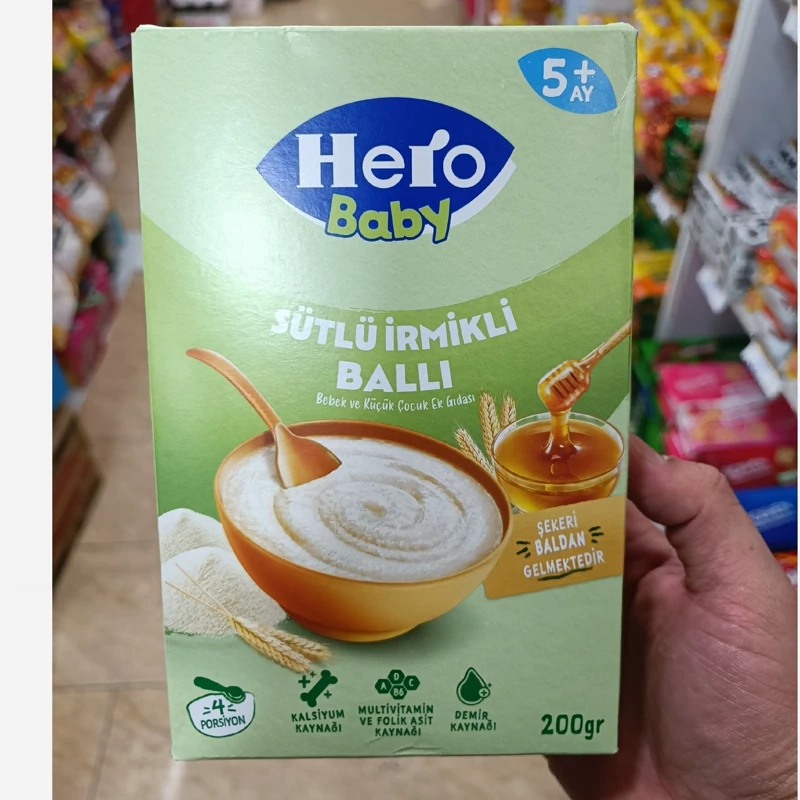 5+
AY
Hero
Baby
SÜTLÜ İRMİKLİ
BALLI
Bebek ve Küçük Çocuk Ek Gıdası
ŞEKERİ
BALDAN
GELMEKTEDİR
4
PORSİYON
KALSİYUM
KAYNAĞI
A D C
B6
MULTİVİTAMİN
VE FOLİK ASİT
KAYNAĞI
DEMİR
KAYNAĞI
200gr